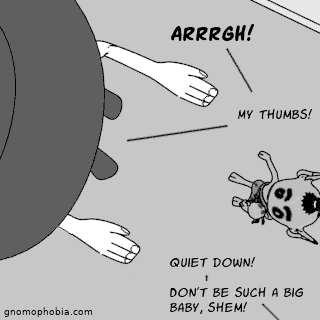 ARRRGH!
MY THUMBS!
QUIET DOWN!
DON'T BE SUCH A BIG
BABY, SHEM!
gnomophobia.com